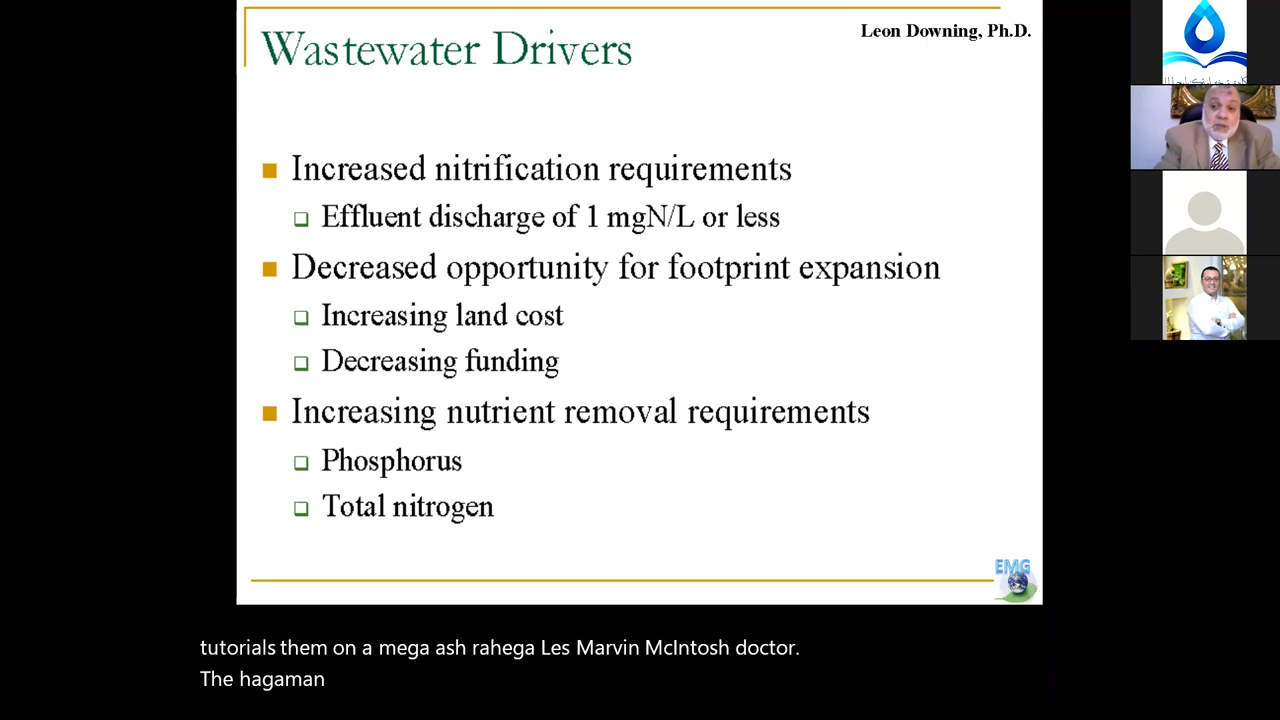 Wastewater Drivers
Leon Downing, Ph.D.
Increased nitrification requirements
Effluent discharge of 1 mgN/L or less
Decreased opportunity for footprint expansion
Increasing land cost
Decreasing funding
Increasing nutrient removal requirements
Phosphorus
Total nitrogen
EMG
tutorials them on a mega ash rahega Les Marvin McIntosh doctor.
The hagaman